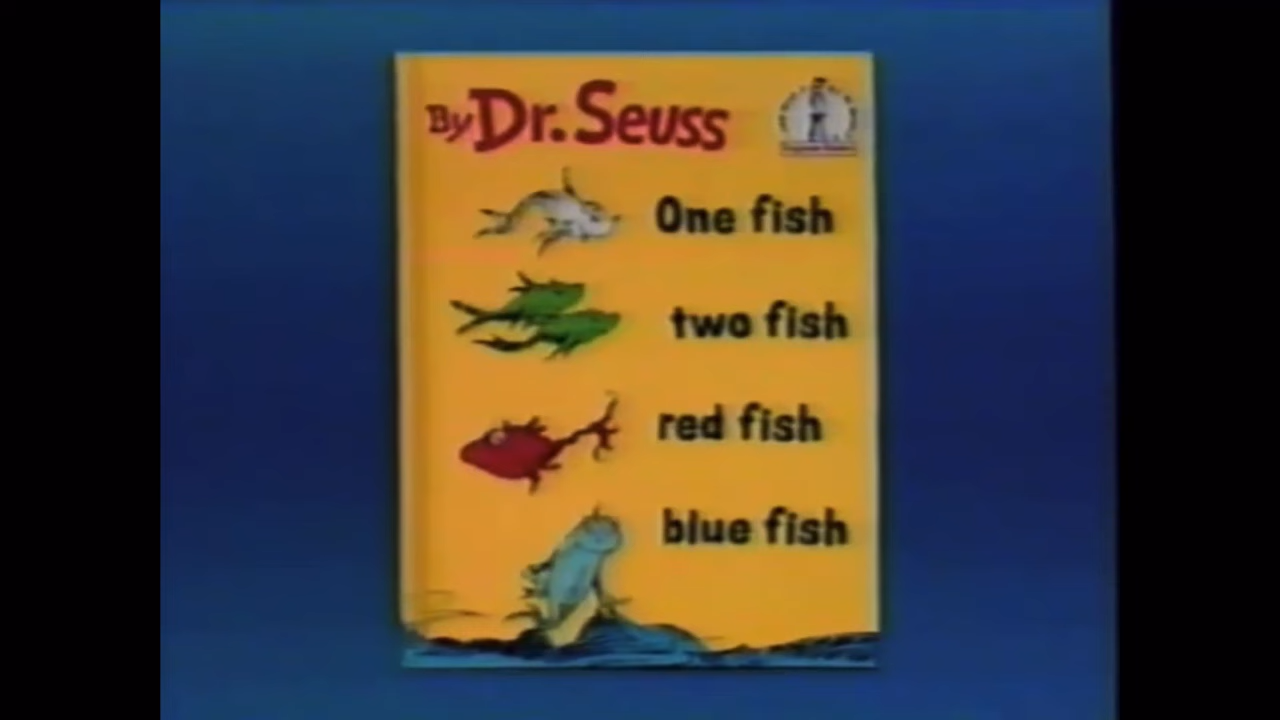 By Dr. Seuss
One fish
two fish
red fish
blue fish